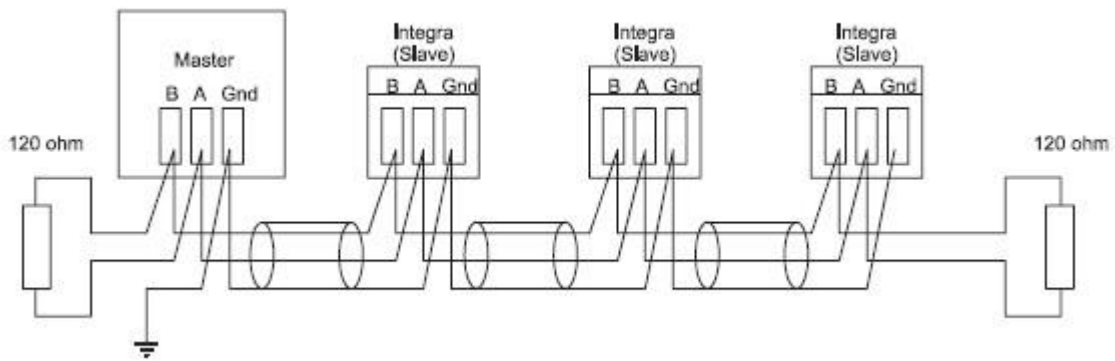 Master
B A Gnd
Integra
(Slave)
B A Gnd
Integra
(Slave)
B A Gnd
Integra
(Slave)
B A Gnd
120 ohm
120 ohm